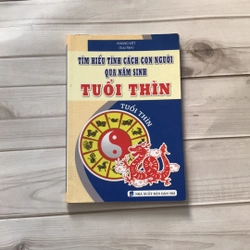 TÌM HIỂU TÍNH CÁCH CON NGƯỜI
QUA NĂM SINH
TUỔI THÌN
TUỔI THÌN